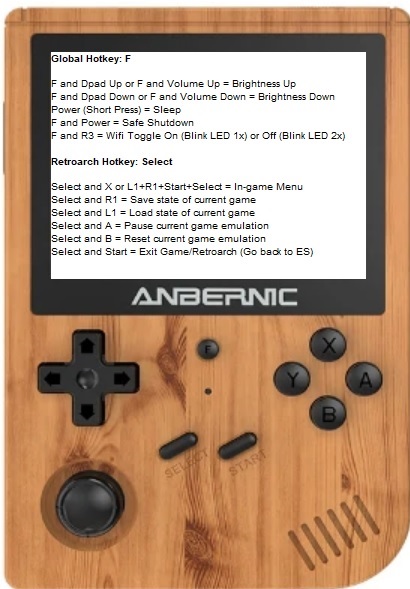 Global Hotkey: F
F and Dpad Up or F and Volume Up = Brightness Up
F and Dpad Down or F and Volume Down = Brightness Down
Power (Short Press) = Sleep
F and Power = Safe Shutdown
F and R3 = Wifi Toggle On (Blink LED 1x) or Off (Blink LED 2x)
Retroarch Hotkey: Select
Select and X or L1+R1+Start+Select = In-game Menu
Select and R1 = Save state of current game
Select and L1 = Load state of current game
Select and A = Pause current game emulation
Select and B = Reset current game emulation
Select and Start = Exit Game/Retroarch (Go back to ES)
ANBERNIC
F
X
Y
A
B
SELECT
START